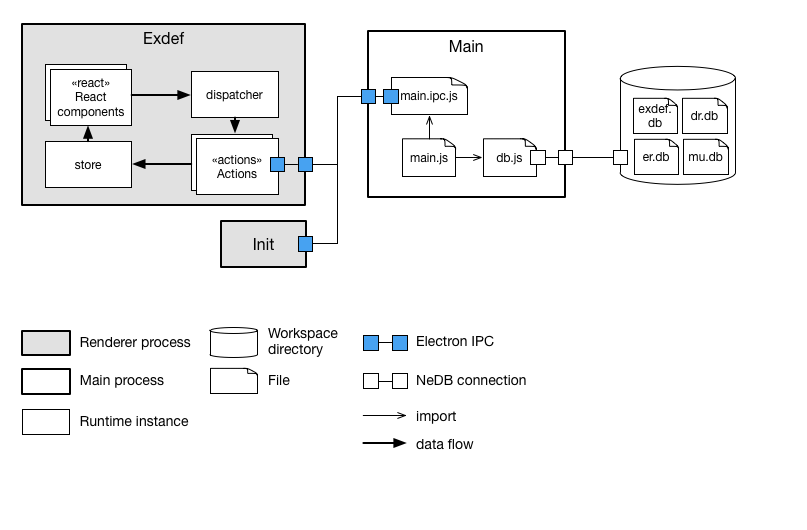 Exdef
«react»
React
components
dispatcher
store
«actions»
Actions
Init
Main
main.ipc.js
main.js
db.js
exdef.
db
dr.db
er.db
mu.db
Renderer process
Main process
Runtime instance
Workspace
directory
File
Electron IPC
NeDB connection
import
data flow